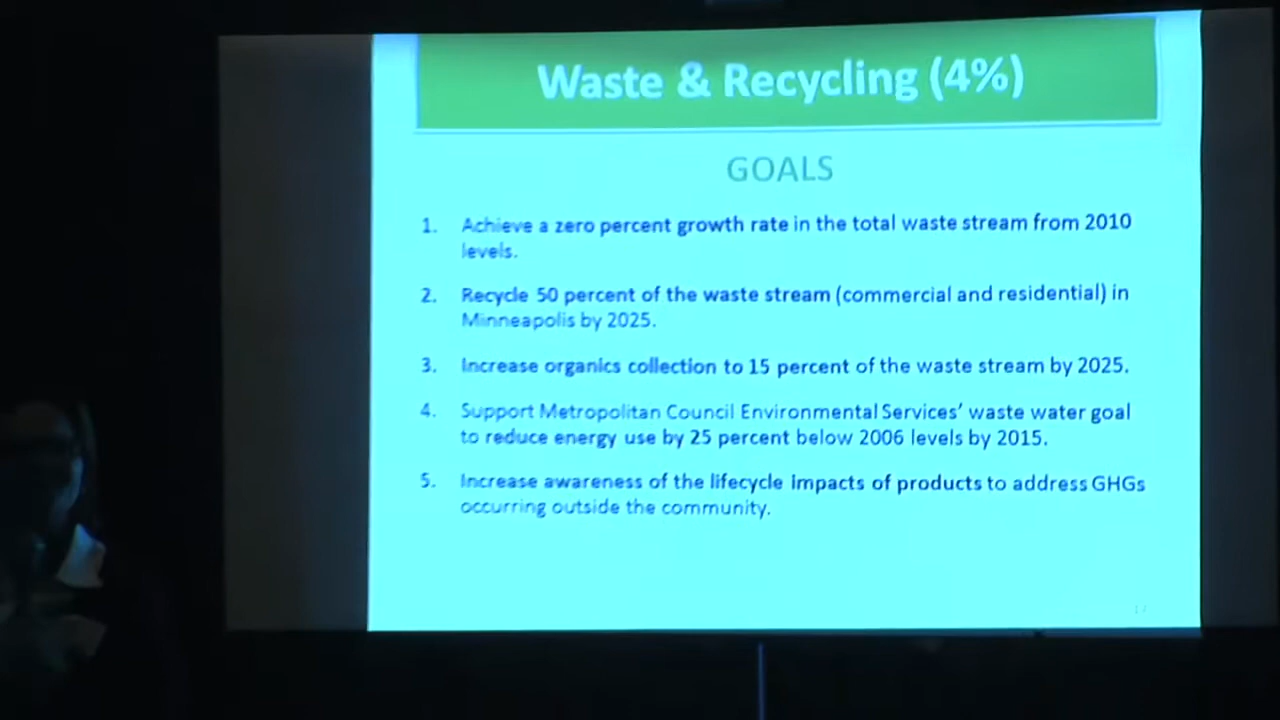 Waste & Recycling (4%)
GOALS
1. Achieve a zero percent growth rate in the total waste stream from 2010
levels.
2. Recycle 50 percent of the waste stream (commercial and residential) in
Minneapolis by 2025.
3. Increase organics collection to 15 percent of the waste stream by 2025.
4. Support Metropolitan Council Environmental Services' waste water goal
to reduce energy use by 25 percent below 2006 levels by 2015.
5. Increase awareness of the lifecycle impacts of products to address GHGs
occurring outside the community.